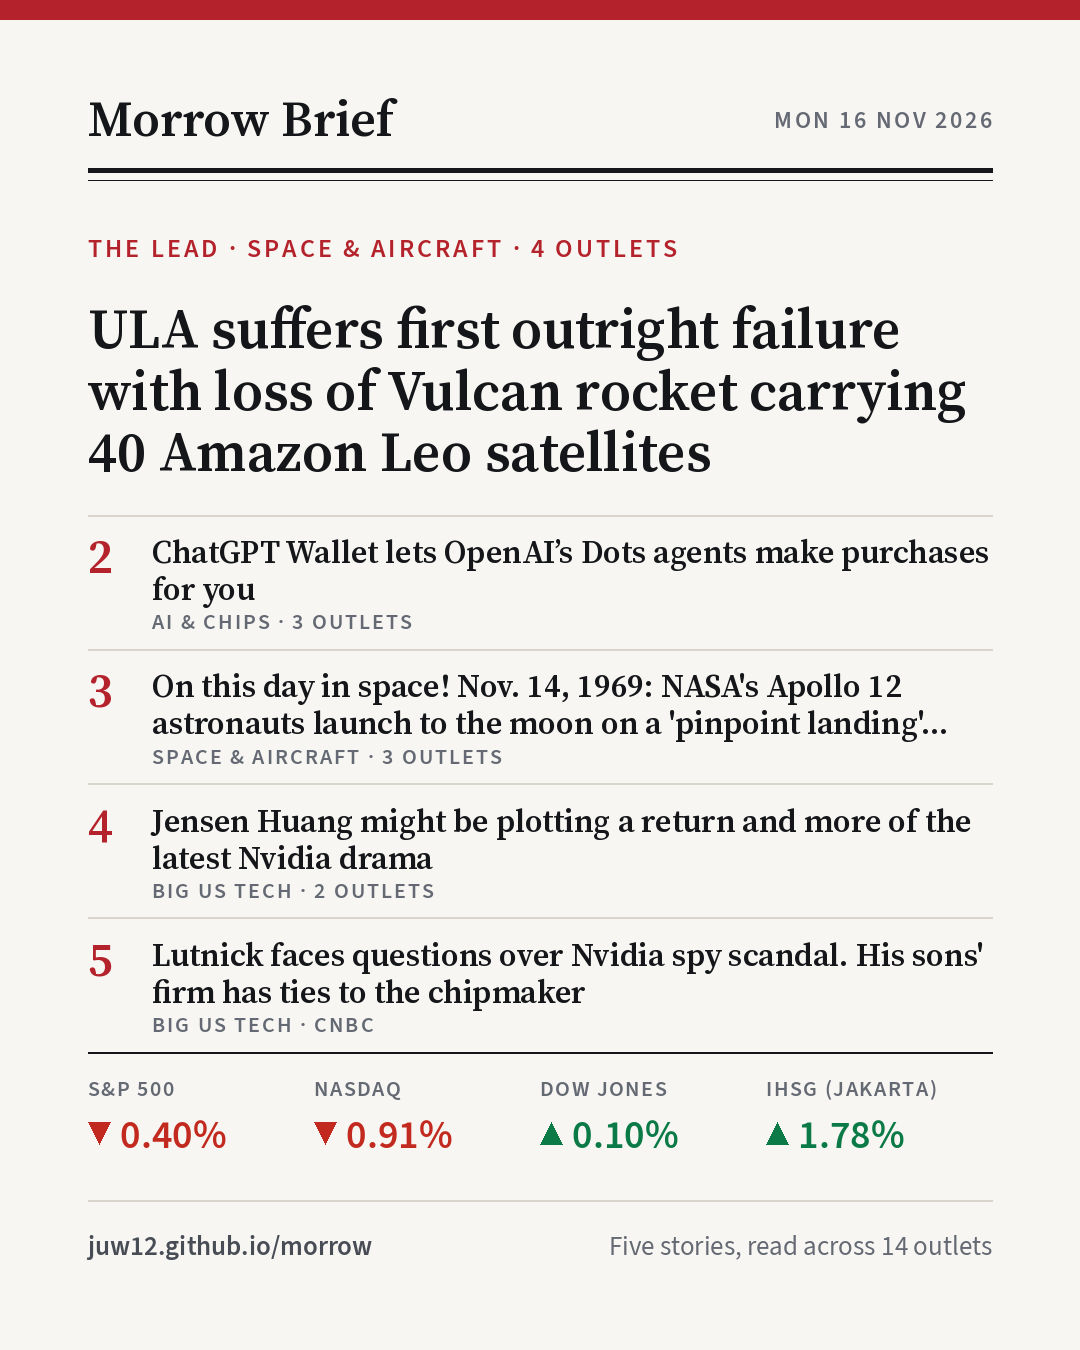 Morrow Brief
MON 16 NOV 2026
THE LEAD · SPACE & AIRCRAFT · 4 OUTLETS
ULA suffers first outright failure
with loss of Vulcan rocket carrying
40 Amazon Leo satellites
2
ChatGPT Wallet lets OpenAI’s Dots agents make purchases
for you
AI & CHIPS · 3 OUTLETS
3
On this day in space! Nov. 14, 1969: NASA's Apollo 12
astronauts launch to the moon on a 'pinpoint landing'...
SPACE & AIRCRAFT · 3 OUTLETS
4
Jensen Huang might be plotting a return and more of the
latest Nvidia drama
BIG US TECH · 2 OUTLETS
5
Lutnick faces questions over Nvidia spy scandal. His sons'
firm has ties to the chipmaker
BIG US TECH · CNBC
S&P 500
▼ 0.40%
NASDAQ
▼ 0.91%
DOW JONES
▲ 0.10%
IHSG (JAKARTA)
▲ 1.78%
juw12.github.io/morrow
Five stories, read across 14 outlets